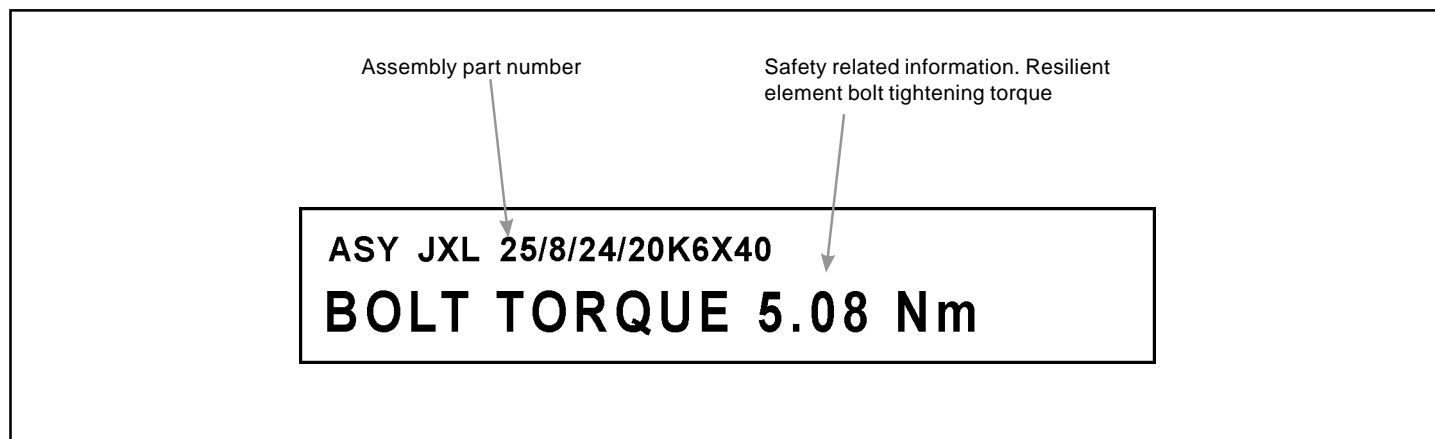 Assembly part number
Safety related information. Resilient
element bolt tightening torque
ASY JXL 25/8/24/20K6X40
BOLT TORQUE 5.08 Nm